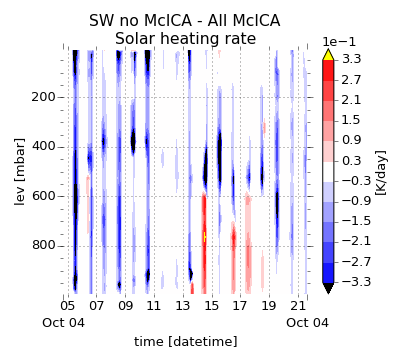 SW no McICA - All McICA
Solar heating rate
1e−1
3.3
2.7
2.1
1.5
0.9
0.3
−0.3
−0.9
−1.5
−2.1
−2.7
−3.3
[K/day]
lev [mbar]
200
400
600
800
05 07 09 11 13 15 17 19 21
Oct 04 Oct 04
time [datetime]